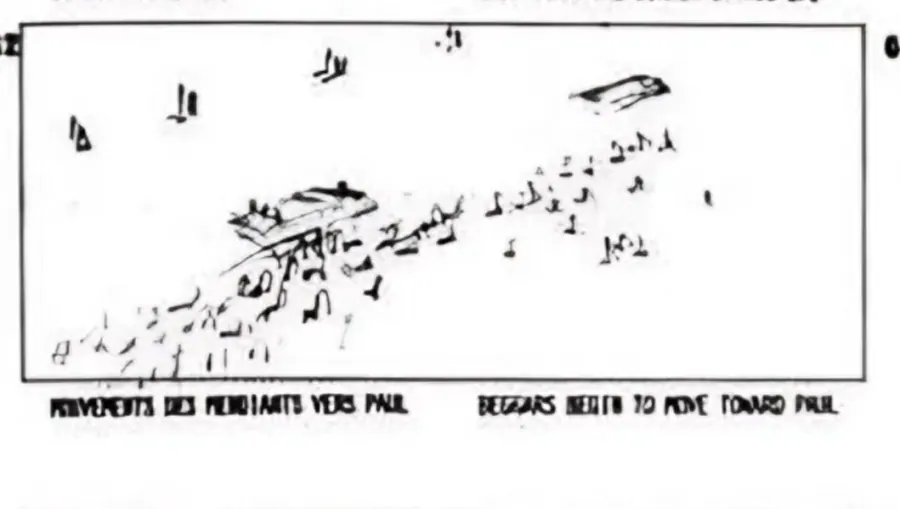 MOUVEMENTS DES MENDIANTS VERS PAUL
BEGGARS BEGIN TO MOVE TOWARD PAUL